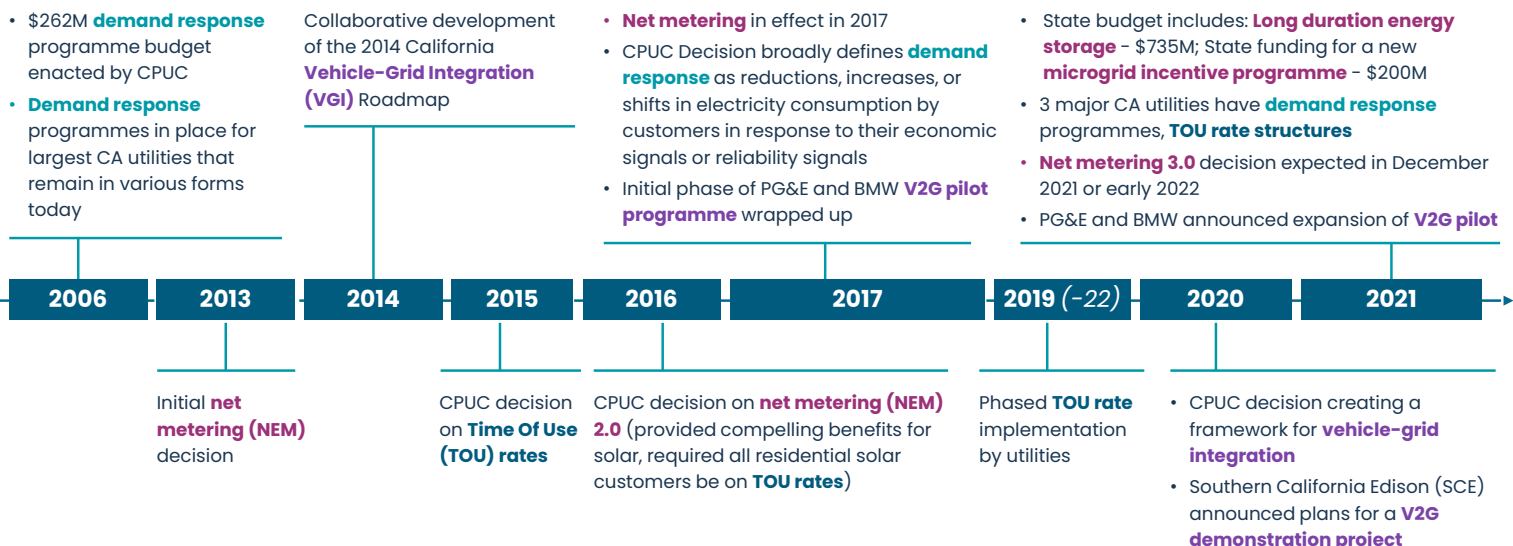 • $262M demand response
programme budget
enacted by CPUC
• Demand response
programmes in place for
largest CA utilities that
remain in various forms
today
Collaborative development
of the 2014 California
Vehicle-Grid Integration
(VGI) Roadmap
• Net metering in effect in 2017
• CPUC Decision broadly defines demand
response as reductions, increases, or
shifts in electricity consumption by
customers in response to their economic
signals or reliability signals
• Initial phase of PG&E and BMW V2G pilot
programme wrapped up
• State budget includes: Long duration energy
storage - $735M; State funding for a new
microgrid incentive programme - $200M
• 3 major CA utilities have demand response
programmes, TOU rate structures
• Net metering 3.0 decision expected in December
2021 or early 2022
• PG&E and BMW announced expansion of V2G pilot
2006
2013
2014
2015
2016
2017
2019 (-22)
2020
2021
Initial net
metering (NEM)
decision
CPUC decision
on Time Of Use
(TOU) rates
CPUC decision on net metering (NEM)
2.0 (provided compelling benefits for
solar, required all residential solar
customers be on TOU rates)
Phased TOU rate
implementation
by utilities
• CPUC decision creating a
framework for vehicle-grid
integration
• Southern California Edison (SCE)
announced plans for a V2G
demonstration project